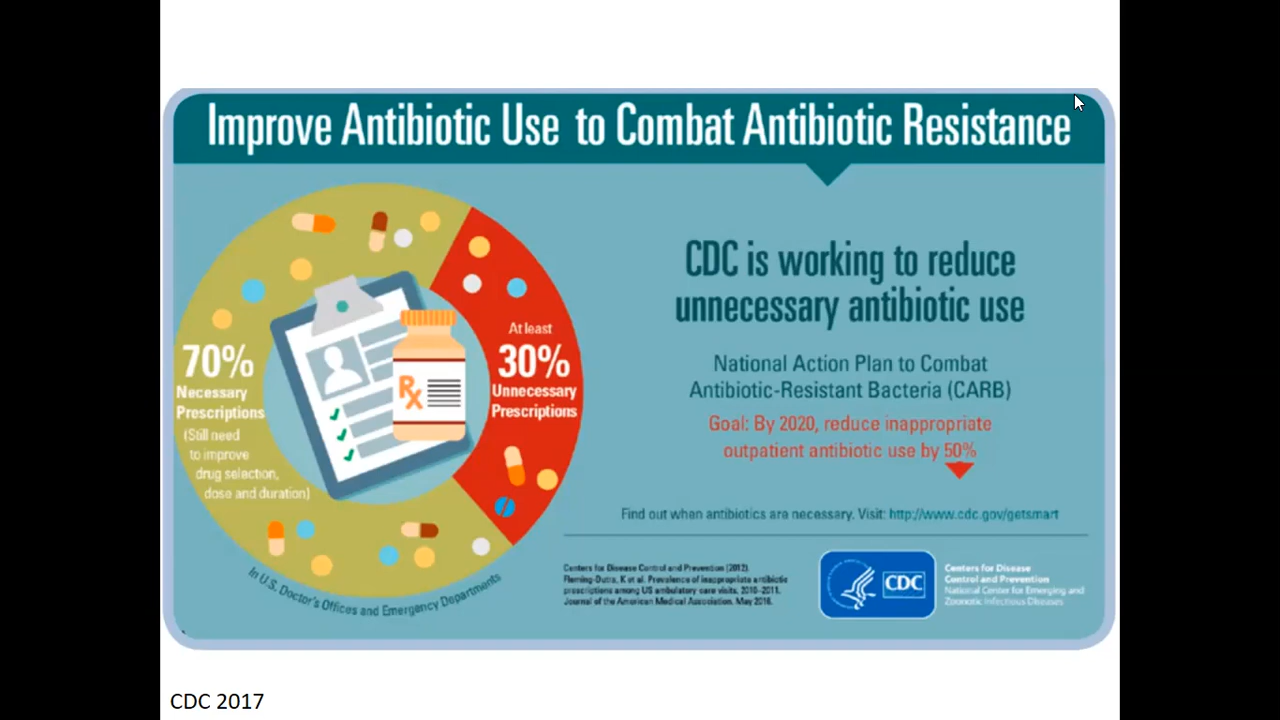 Improve Antibiotic Use to Combat Antibiotic Resistance
70%
Necessary
Prescriptions
(Still need
to improve
drug selection,
dose and duration)
At least
30%
Unnecessary
Prescriptions
Rx
In U.S. Doctor's Offices and Emergency Departments
CDC is working to reduce
unnecessary antibiotic use
National Action Plan to Combat
Antibiotic-Resistant Bacteria (CARB)
Goal: By 2020, reduce inappropriate
outpatient antibiotic use by 50%
Find out when antibiotics are necessary. Visit: http://www.cdc.gov/getsmart
Centers for Disease Control and Prevention (2012).
Fleming-Dutra, K et al. Prevalence of inappropriate antibiotic
prescriptions among US ambulatory care visits, 2010-2011.
Journal of the American Medical Association. May 2016.
CDC
Centers for Disease
Control and Prevention
National Center for Emerging and
Zoonotic Infectious Diseases
CDC 2017